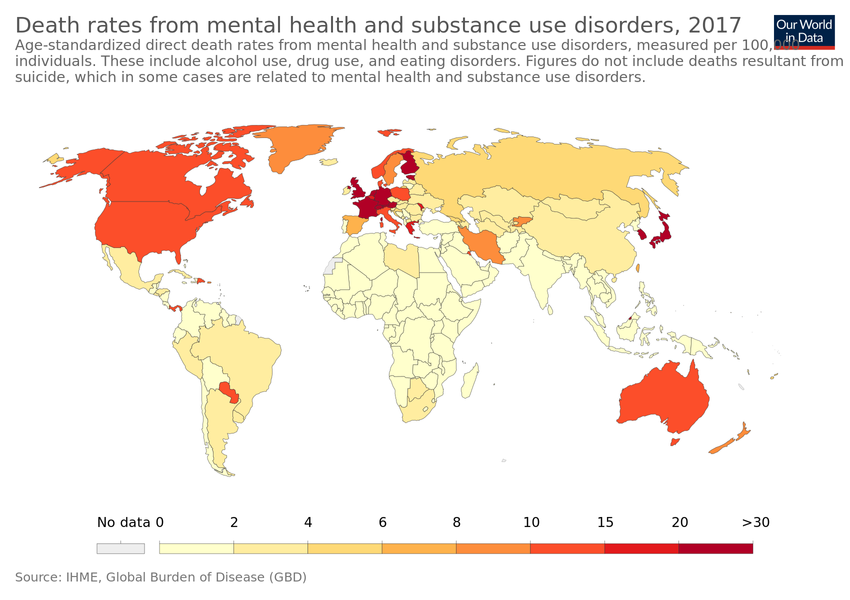 Death rates from mental health and substance use disorders, 2017
Our World
in Data
Age-standardized direct death rates from mental health and substance use disorders, measured per 100,000
individuals. These include alcohol use, drug use, and eating disorders. Figures do not include deaths resultant from
suicide, which in some cases are related to mental health and substance use disorders.
No data 0 2 4 6 8 10 15 20 >30
Source: IHME, Global Burden of Disease (GBD)